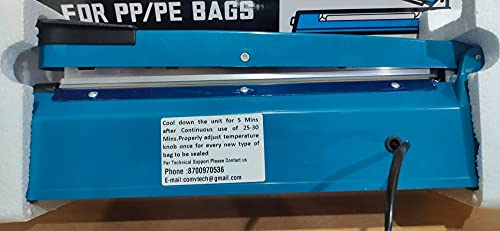 FOR PP/PE BAGS
Cool down the unit for 5 Mins
after Continuous use of 25-30
Mins.Properly adjust temperature
knob once for every new type of
bag to be sealed
For Technical Support Please Contact us
Phone :8700970536
E-mail:comvtech@gmail.com